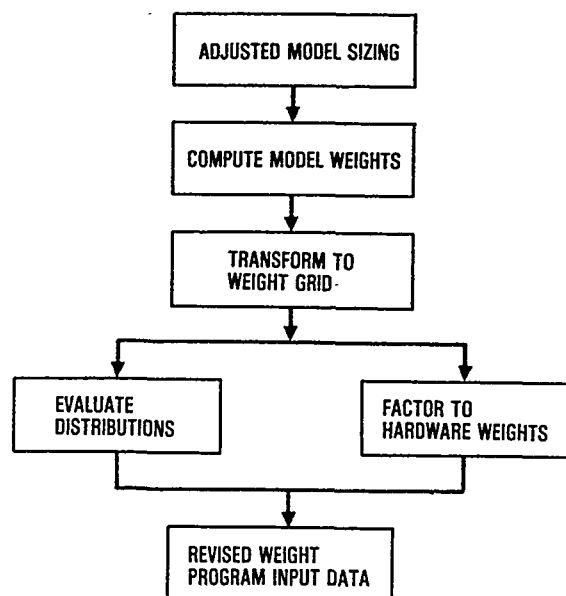 ADJUSTED MODEL SIZING
COMPUTE MODEL WEIGHTS
TRANSFORM TO
WEIGHT GRID
EVALUATE
DISTRIBUTIONS
FACTOR TO
HARDWARE WEIGHTS
REVISED WEIGHT
PROGRAM INPUT DATA